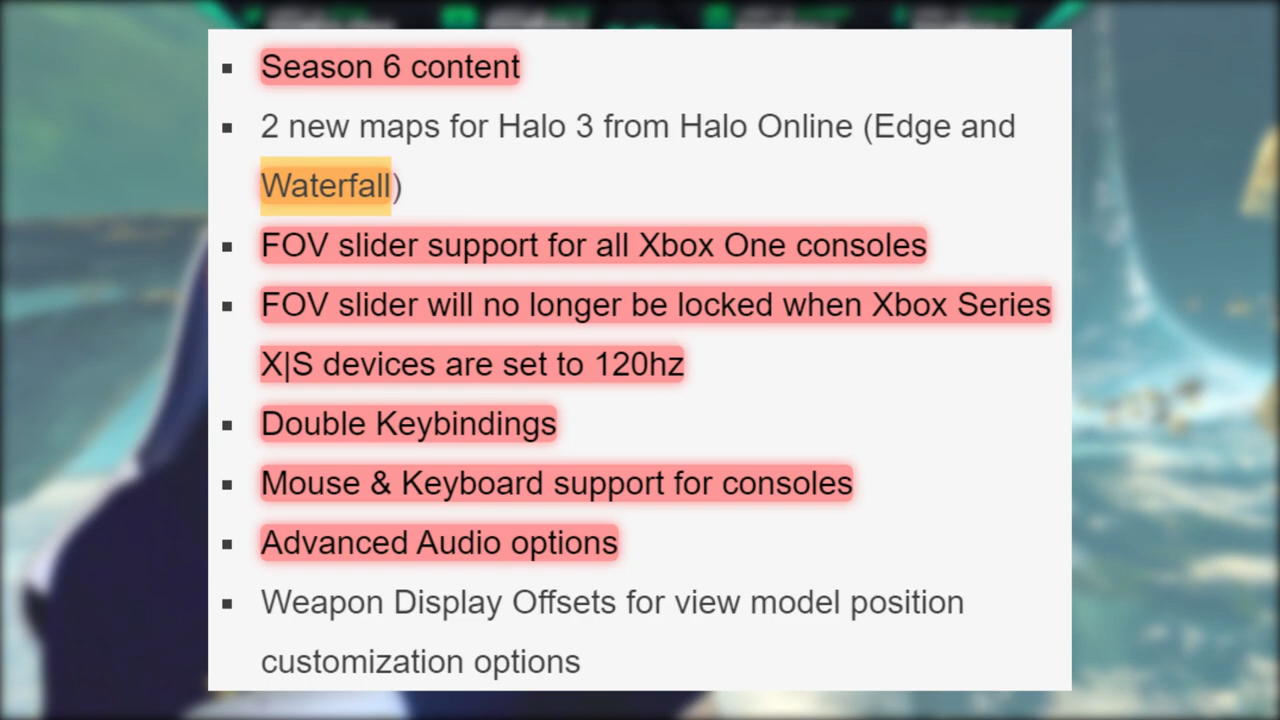 Season 6 content
2 new maps for Halo 3 from Halo Online (Edge and
Waterfall)
FOV slider support for all Xbox One consoles
FOV slider will no longer be locked when Xbox Series
X|S devices are set to 120hz
Double Keybindings
Mouse & Keyboard support for consoles
Advanced Audio options
Weapon Display Offsets for view model position
customization options